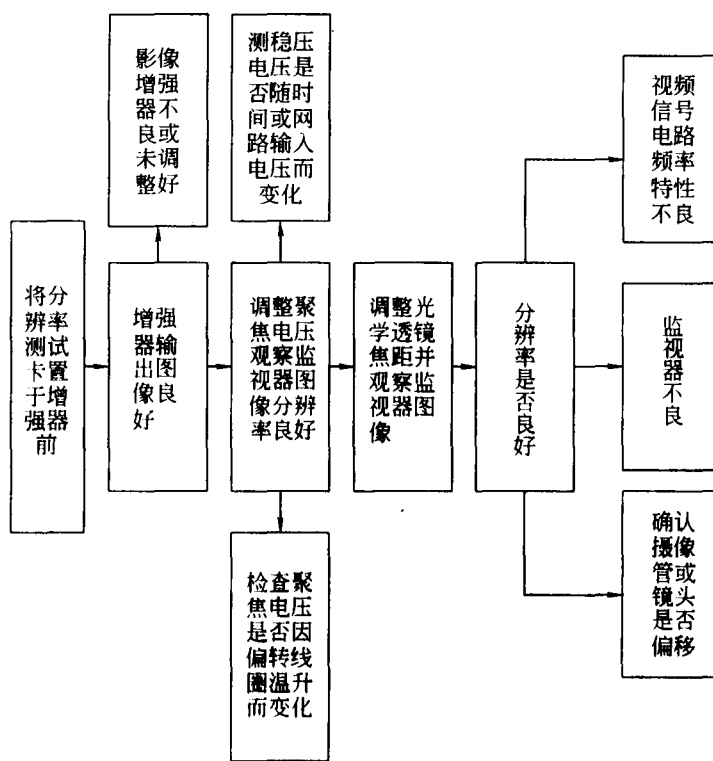 影像
增强
器不
良或
未调
整好
测稳压
电压是
否随时
间或网
路输入
电压而
变化
视频
信号
电路
频率
特性
不良
将分
辨率
测试
卡置
于增
强器
前
增强
器输
出图
像良
好
调整聚
焦电压
观察监
视器图
像分辨
率良好
调整光
学透镜
焦距并
观察监
视器图
像
分辨率是否良好
监视器不良
确认
摄像
管或
镜头
是否
偏移
检查聚
焦电压
是否因
偏转线
圈温升
而变化